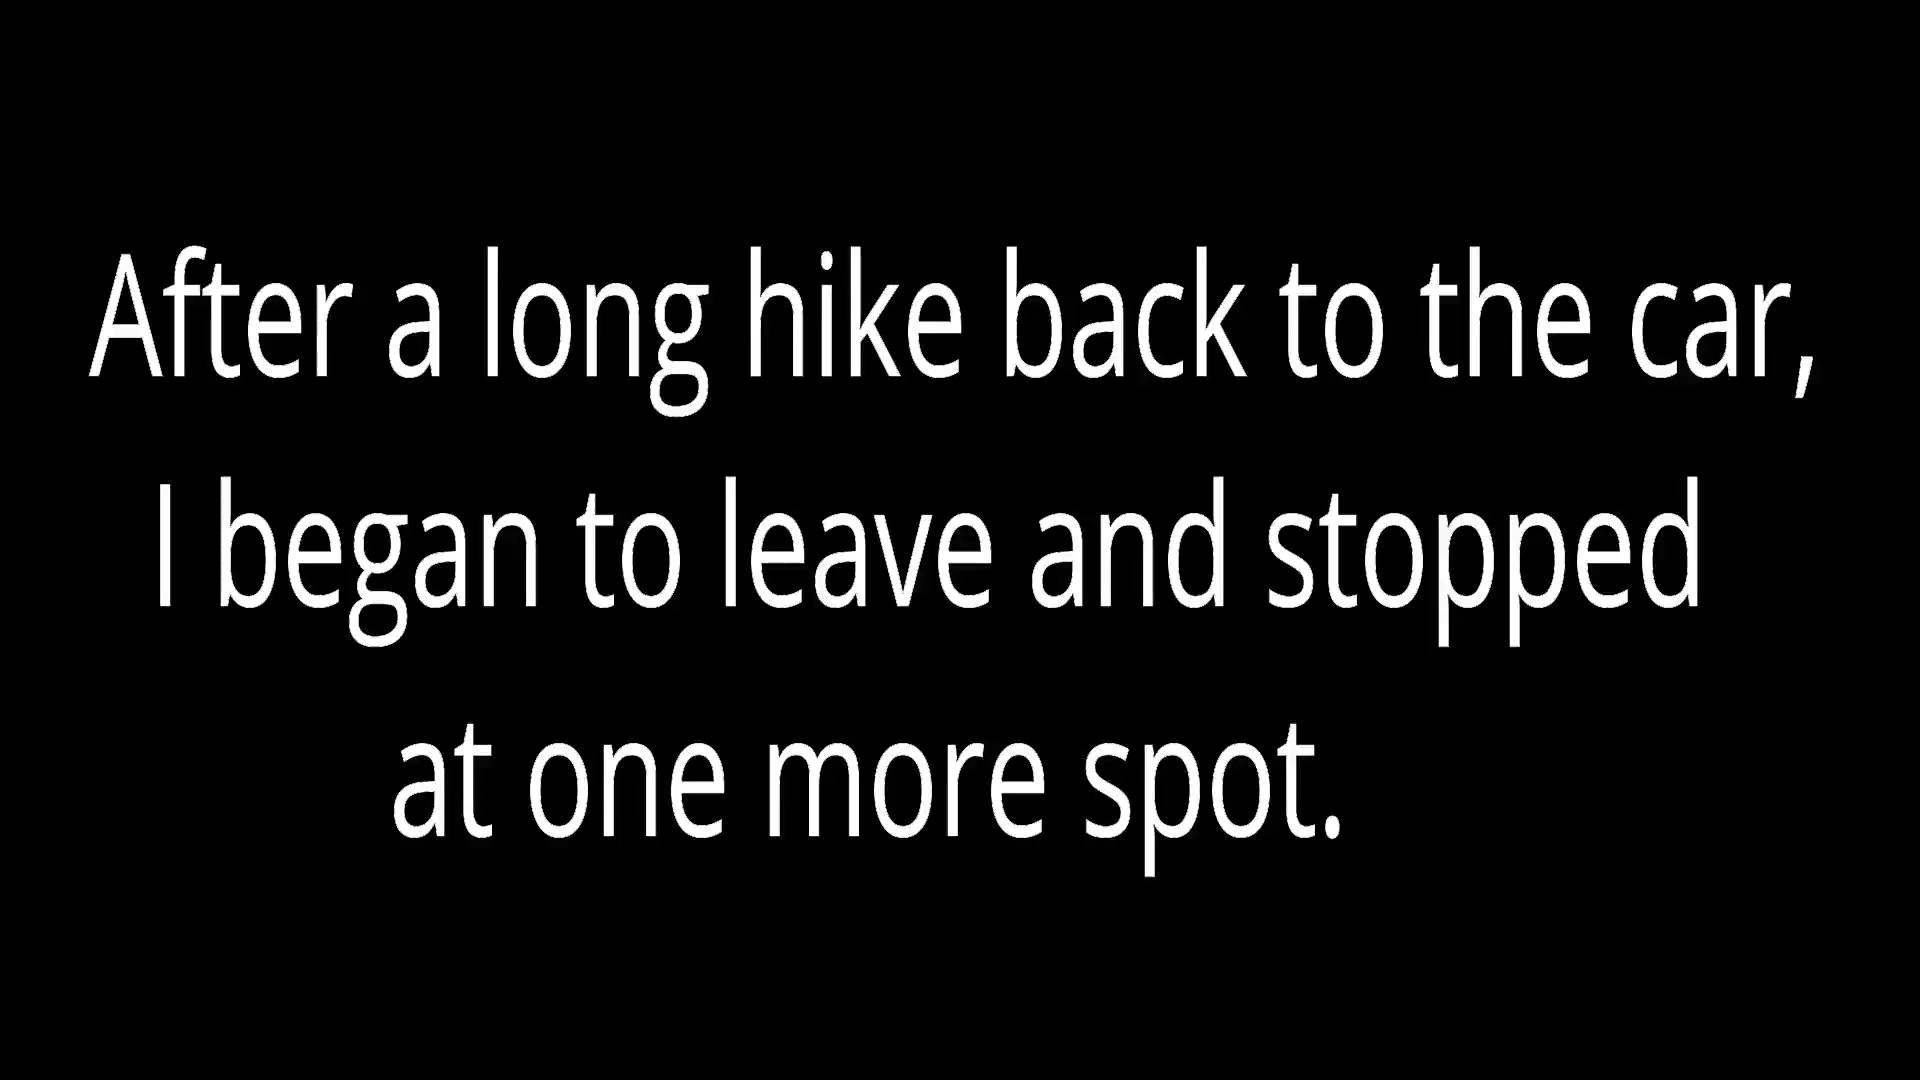 After a long hike back to the car,
I began to leave and stopped
at one more spot.